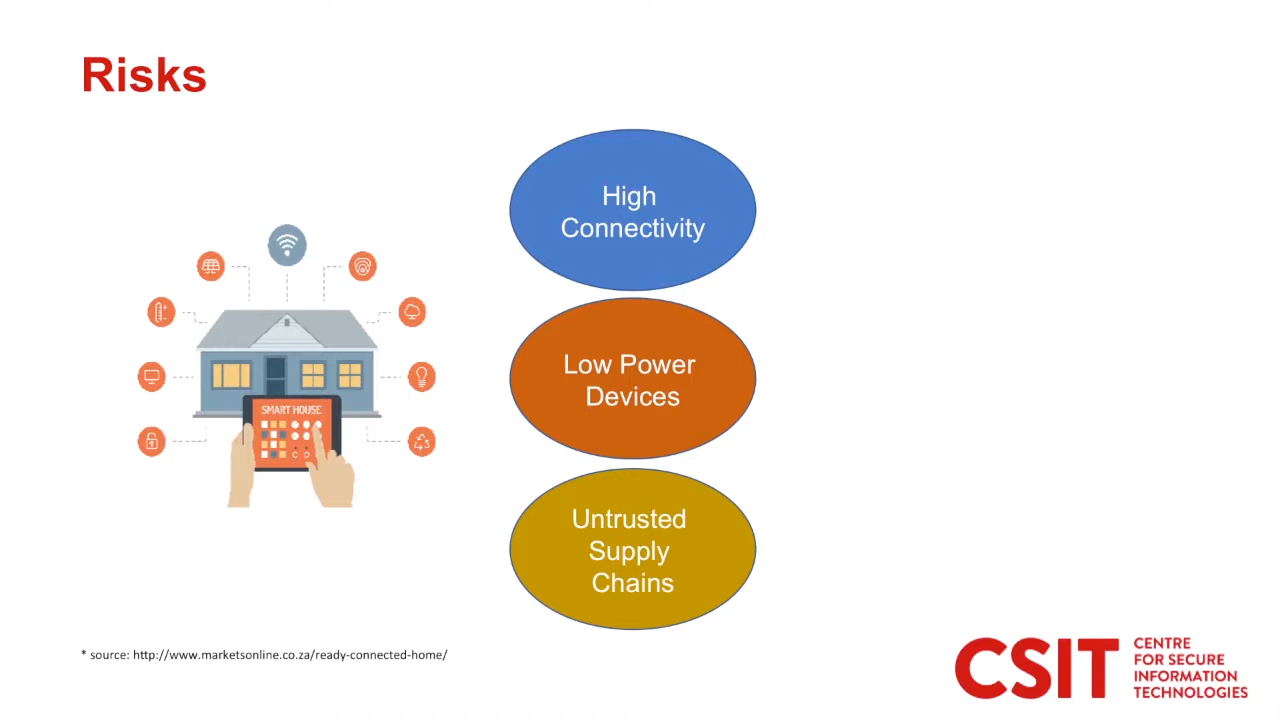 Risks
High
Connectivity
SMART HOUSE
Low Power
Devices
Untrusted
Supply
Chains
* source: http://www.marketsonline.co.za/ready-connected-home/
CSIT
CENTRE
FOR SECURE
INFORMATION
TECHNOLOGIES